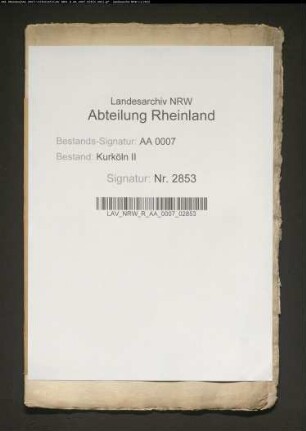 Landesarchiv NRW
Abteilung Rheinland
Bestands-Signatur: AA 0007
Bestand: Kurköln II
Signatur: Nr. 2853
LAV_NRW_R_AA_0007_02853